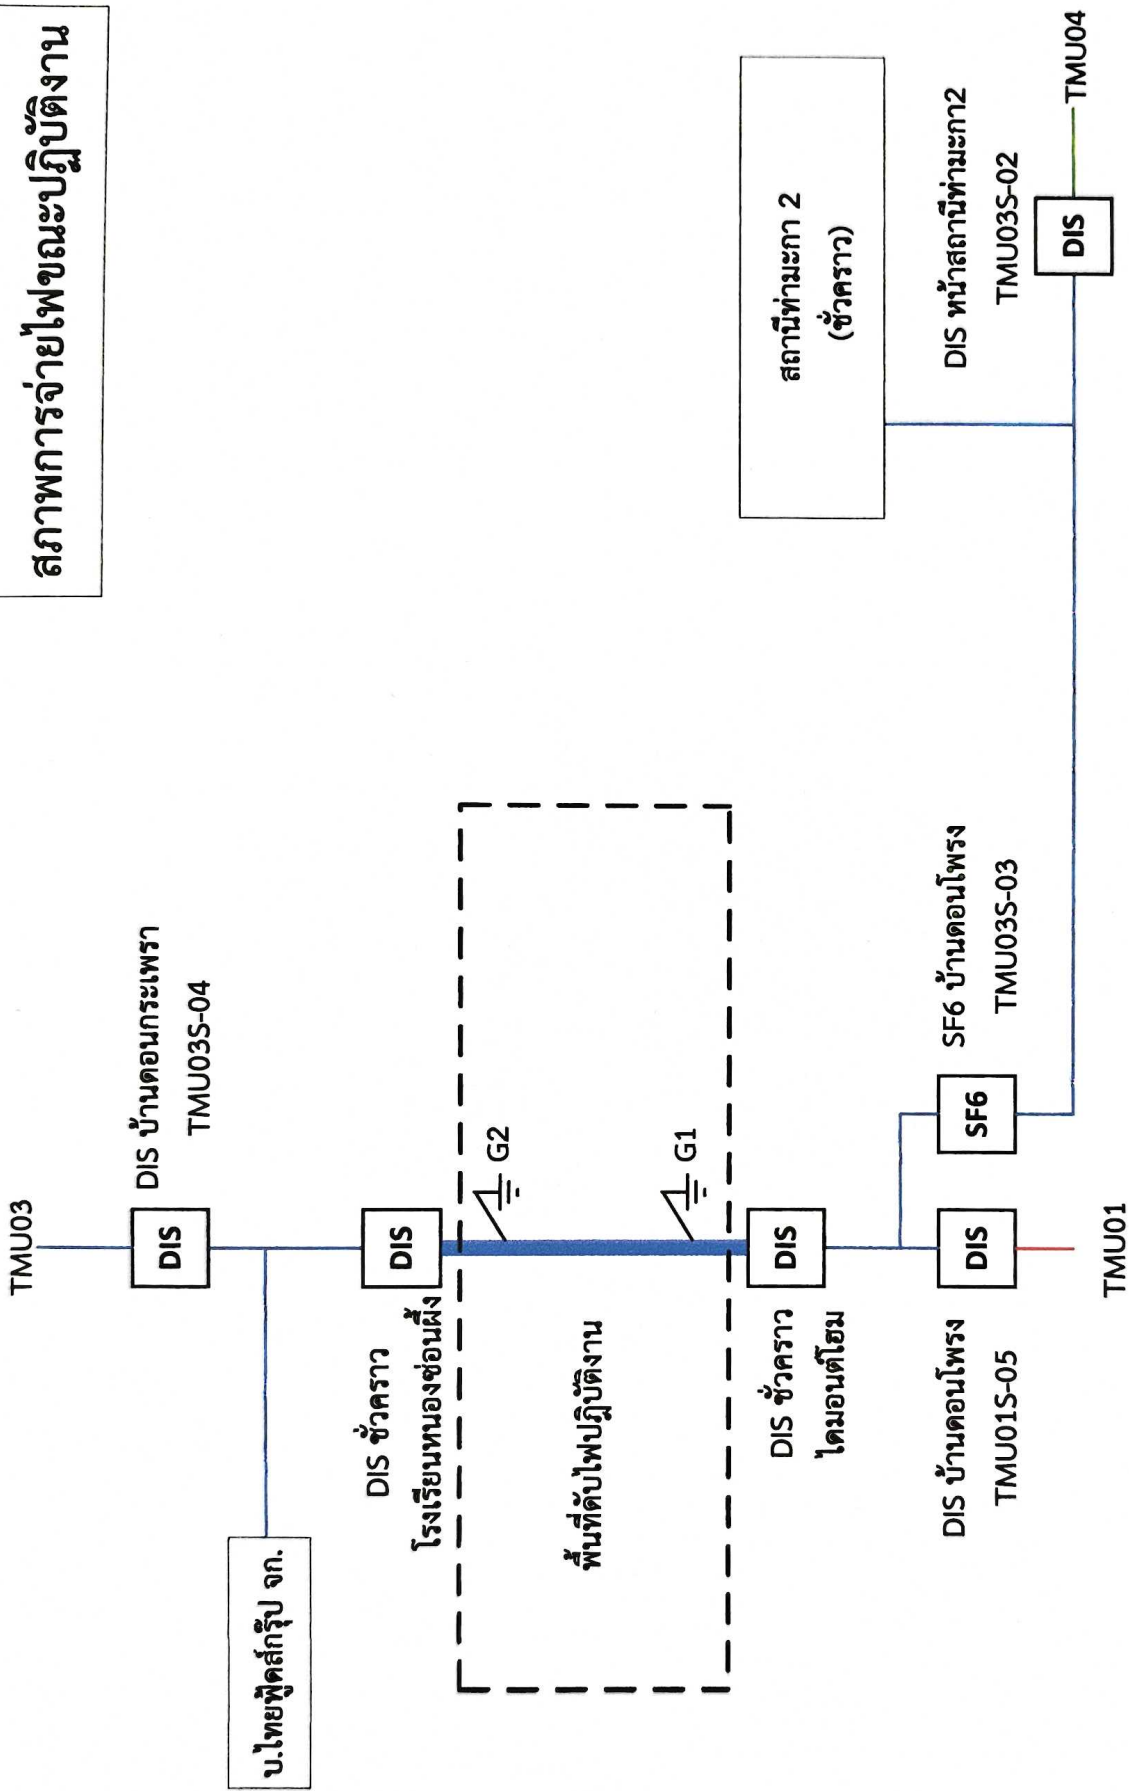 สภาพการจ่ายไฟขณะปฏิบัติงาน
TMU03
DIS
DIS บ้านดอนกระเพรา
TMU03S-04
บ.ไทยฟู้ดส์กรุ๊ป จก.
DIS
DIS ชั่วคราว
โรงเรียนหนองซ่อนผึ้ง
G2
พื้นที่ดับไฟปฏิบัติงาน
G1
DIS
DIS ชั่วคราว
ไดมอนต์โฮม
DIS
DIS บ้านดอนโพรง
TMU01S-05
TMU01
SF6
SF6 บ้านดอนโพรง
TMU03S-03
สถานีท่ามะกา 2
(ชั่วคราว)
DIS หน้าสถานีท่ามะกา2
TMU03S-02
DIS
TMU04